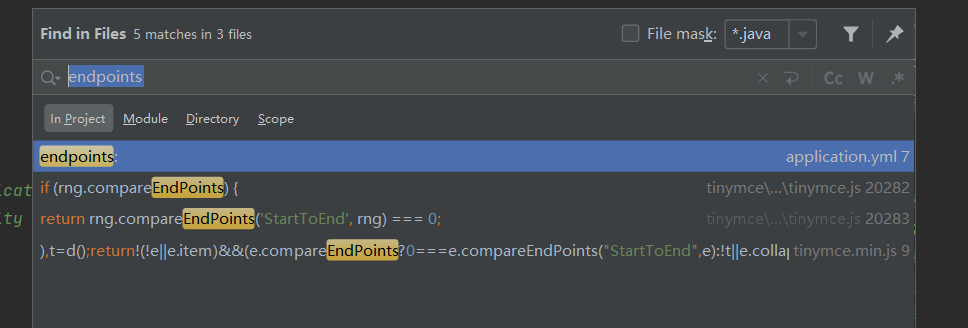 Find in Files 5 matches in 3 files File mask: *.java
endpoints Cc W .*
In Project Module Directory Scope
endpoints: application.yml 7
icat if (rng.compareEndPoints) { tinymce\...\tinymce.js 20282
ity return rng.compareEndPoints('StartToEnd', rng) === 0; tinymce\...\tinymce.js 20283
),t=d();return!(!e||e.item)&&(e.compareEndPoints?0===e.compareEndPoints("StartToEnd",e):!t||e.collap tinymce.min.js 9